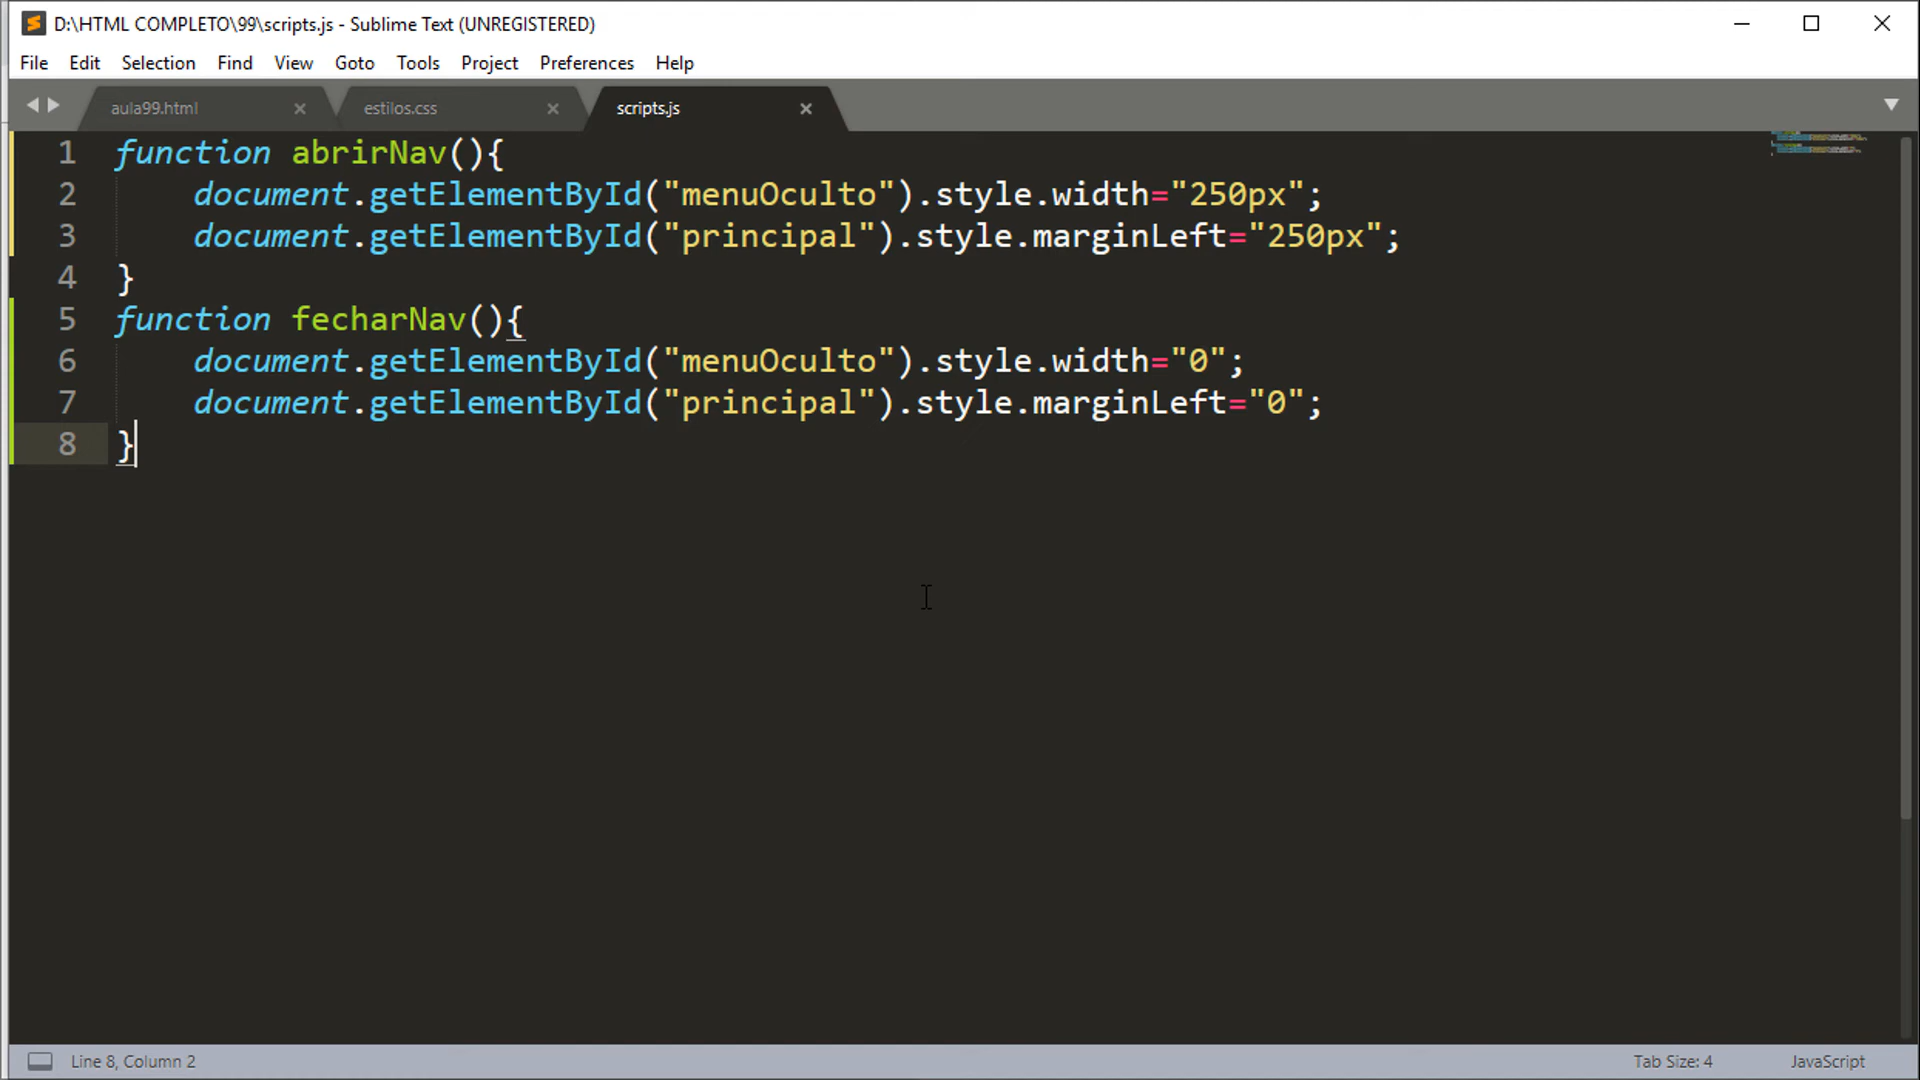 D:\HTML COMPLETO\99\scripts.js - Sublime Text (UNREGISTERED)
File Edit Selection Find View Goto Tools Project Preferences Help
aula99.html estilos.css scripts.js
1 function abrirNav(){
2 document.getElementById("menuOculto").style.width="250px";
3 document.getElementById("principal").style.marginLeft="250px";
4 }
5 function fecharNav(){
6 document.getElementById("menuOculto").style.width="0";
7 document.getElementById("principal").style.marginLeft="0";
8 }
Line 8, Column 2 Tab Size: 4 JavaScript